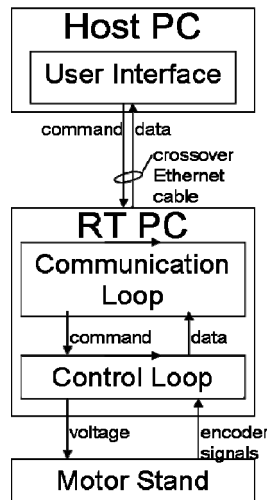 Host PC
User Interface
command data
crossover
Ethernet
cable
RT PC
Communication
Loop
command data
Control Loop
voltage encoder
signals
Motor Stand